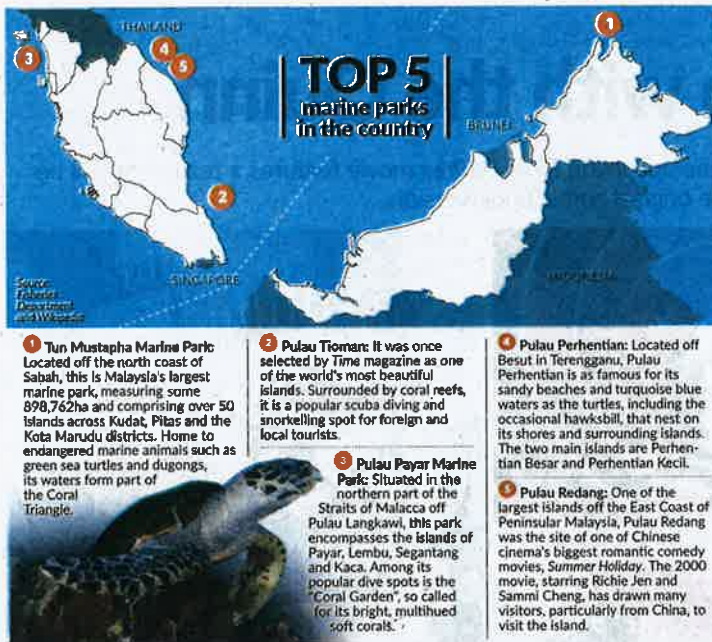 THAILAND
TOP 5
marine parks
in the country
BRUNEI
SINGAPORE
INDONESIA
Source:
Fisheries
Department
and Wikipedia
1
2
3
4
5
1 Tun Mustapha Marine Park:
Located off the north coast of
Sabah, this is Malaysia's largest
marine park, measuring some
898,762ha and comprising over 50
islands across Kudat, Pitas and the
Kota Marudu districts. Home to
endangered marine animals such as
green sea turtles and dugongs,
its waters form part of
the Coral
Triangle.
2 Pulau Tioman: It was once
selected by Time magazine as one
of the world's most beautiful
islands. Surrounded by coral reefs,
it is a popular scuba diving and
snorkelling spot for foreign and
local tourists.
3 Pulau Payar Marine
Park: Situated in the
northern part of the
Straits of Malacca off
Pulau Langkawi, this park
encompasses the islands of
Payar, Lembu, Segantang
and Kaca. Among its
popular dive spots is the
"Coral Garden", so called
for its bright, multihued
soft corals.
4 Pulau Perhentian: Located off
Besut in Terengganu, Pulau
Perhentian is as famous for its
sandy beaches and turquoise blue
waters as the turtles, including the
occasional hawksbill, that nest on
its shores and surrounding islands.
The two main islands are Perhen-
tian Besar and Perhentian Kecil.
5 Pulau Redang: One of the
largest islands off the East Coast of
Peninsular Malaysia, Pulau Redang
was the site of one of Chinese
cinema's biggest romantic comedy
movies, Summer Holiday. The 2000
movie, starring Richie Jen and
Sammi Cheng, has drawn many
visitors, particularly from China, to
visit the island.